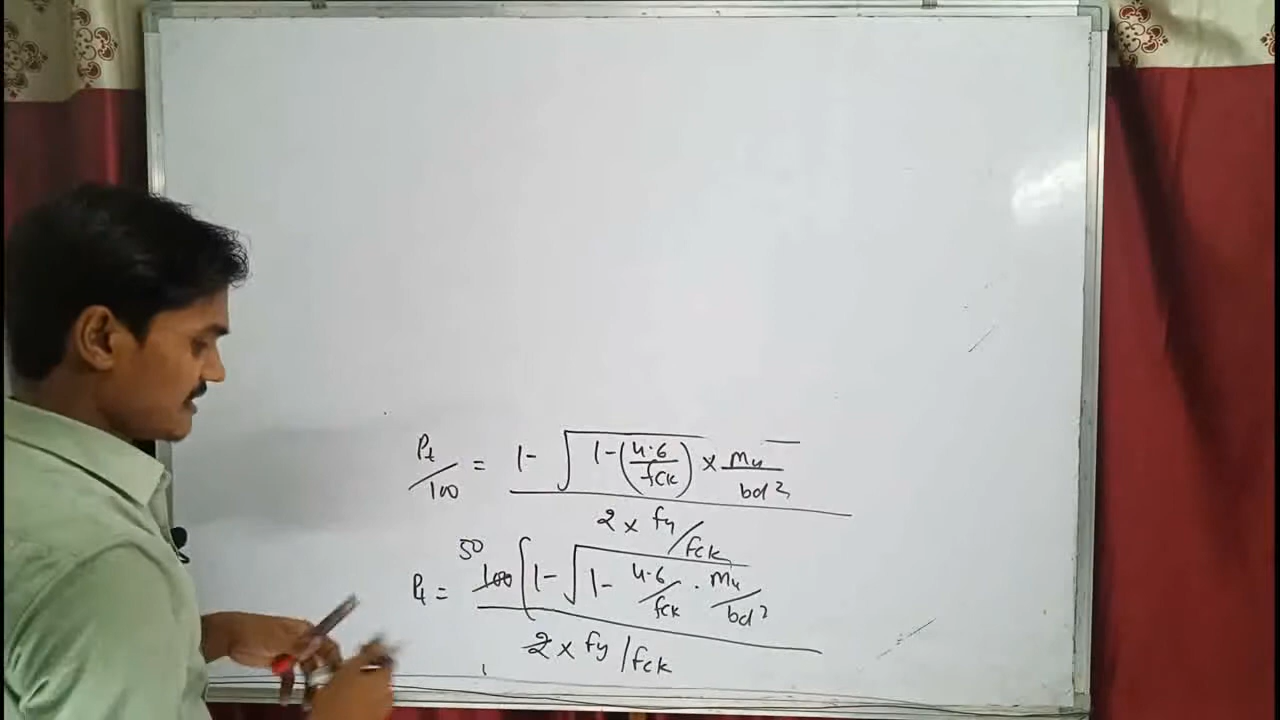 Pt/100 = 1 - √(1 - (4.6/fck) × Mu/bd²) / 2 × fy/fck
Pt = 50 100 [1 - √(1 - 4.6/fck · Mu/bd²) / 2 × fy/fck